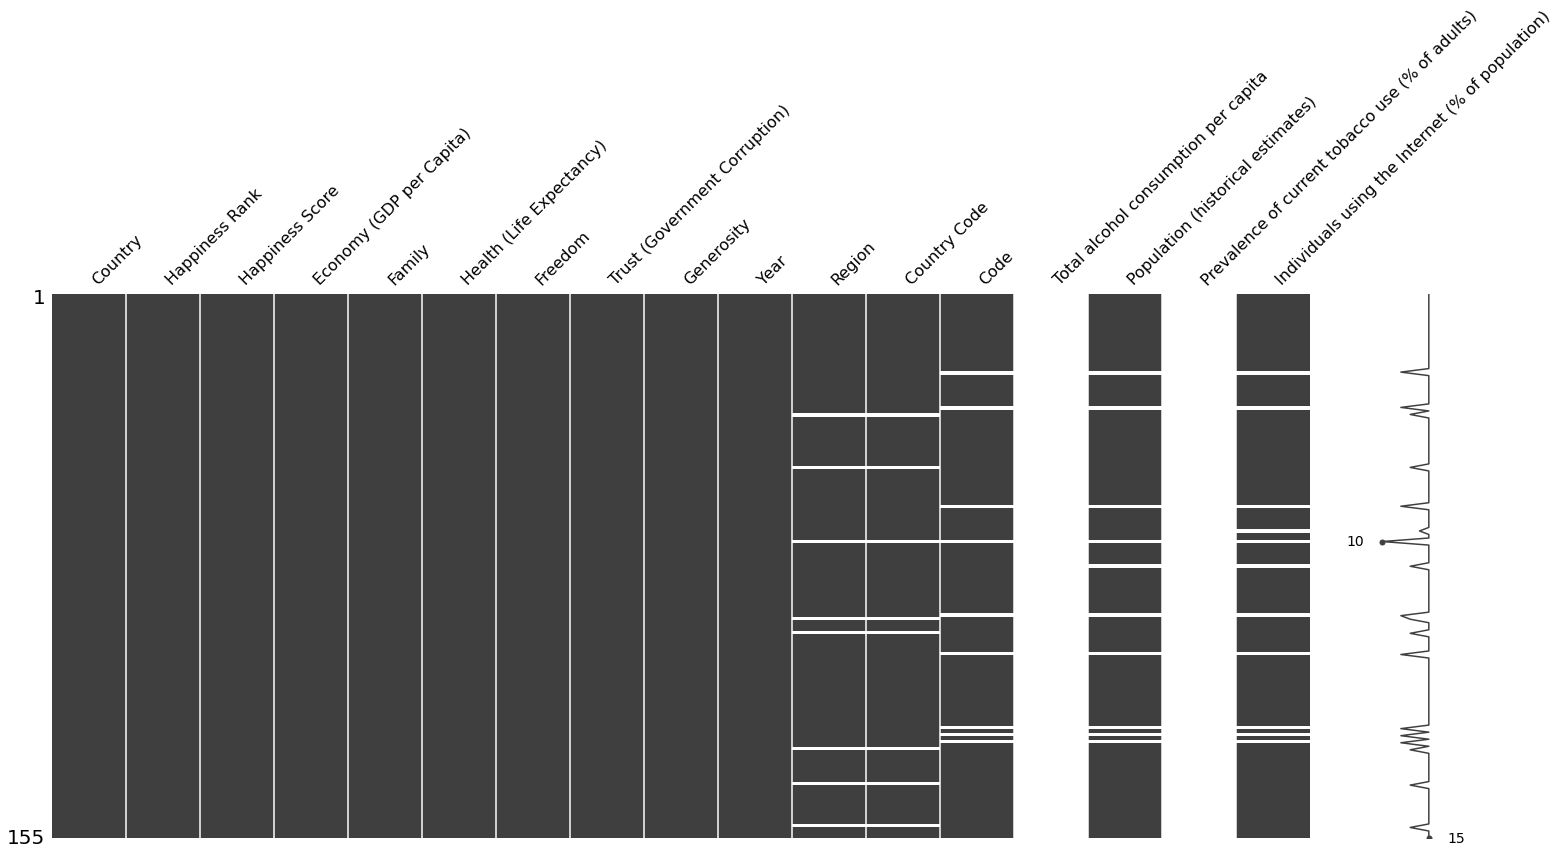 Country
Happiness Rank
Happiness Score
Economy (GDP per Capita)
Family
Health (Life Expectancy)
Freedom
Trust (Government Corruption)
Generosity
Year
Region
Country Code
Code
Total alcohol consumption per capita
Population (historical estimates)
Prevalence of current tobacco use (% of adults)
Individuals using the Internet (% of population)
1
10
155
15